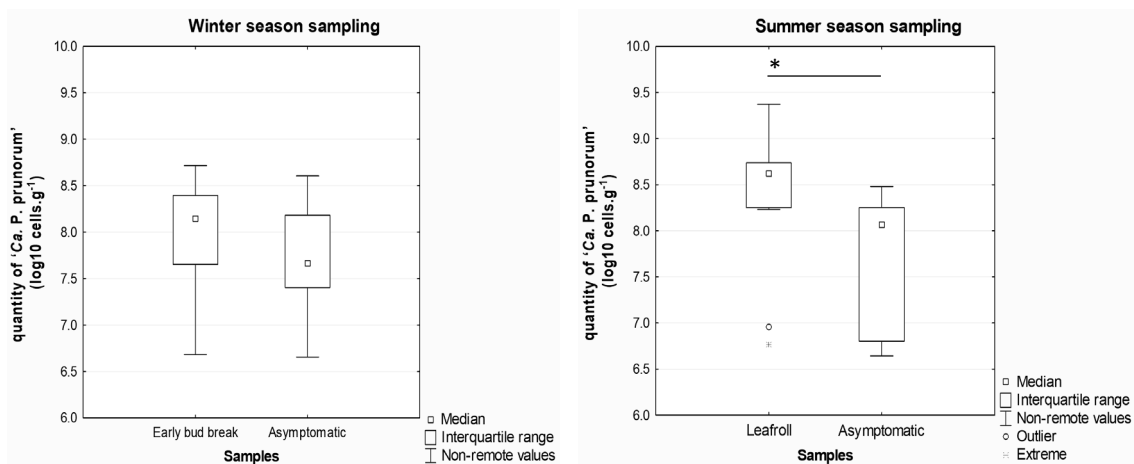 Winter season sampling
quantity of 'Ca. P. prunorum'
(log10 cells.g-1)
10.0
9.5
9.0
8.5
8.0
7.5
7.0
6.5
6.0
Early bud break
Asymptomatic
Samples
Median
Interquartile range
Non-remote values
Summer season sampling
quantity of 'Ca. P. prunorum'
(log10 cells.g-1)
10.0
9.5
9.0
8.5
8.0
7.5
7.0
6.5
6.0
*
Leafroll
Asymptomatic
Samples
Median
Interquartile range
Non-remote values
Outlier
Extreme